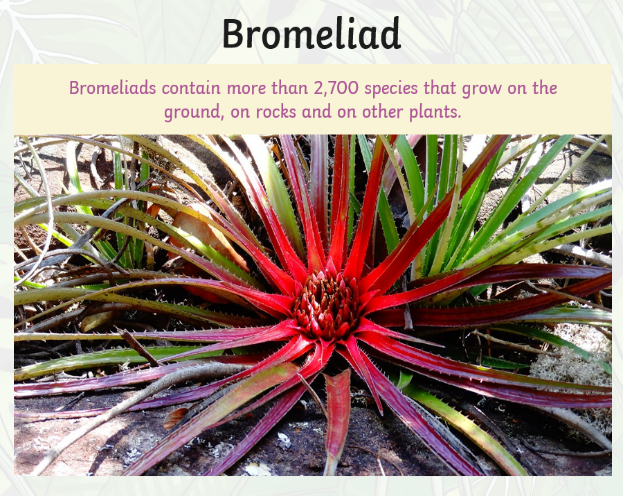 Bromeliad
Bromeliads contain more than 2,700 species that grow on the
ground, on rocks and on other plants.